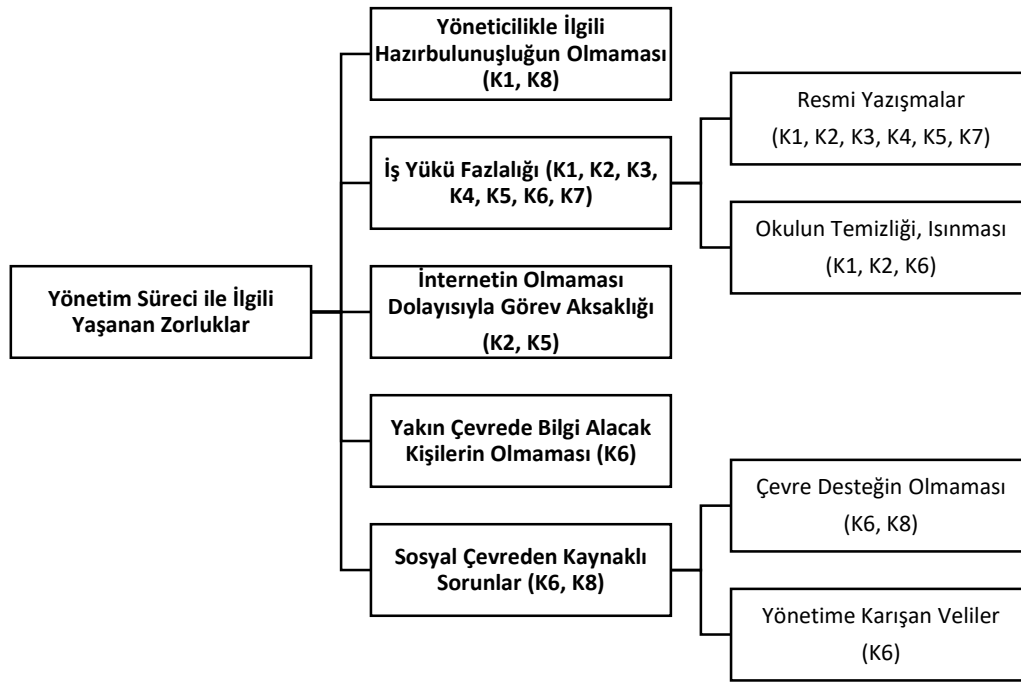 Yönetim Süreci ile İlgili
Yaşanan Zorluklar
Yöneticilikle İlgili
Hazırbulunuşluğun Olmaması
(K1, K8)
İş Yükü Fazlalığı (K1, K2, K3,
K4, K5, K6, K7)
Resmi Yazışmalar
(K1, K2, K3, K4, K5, K7)
Okulun Temizliği, Isınması
(K1, K2, K6)
İnternetin Olmaması
Dolayısıyla Görev Aksaklığı
(K2, K5)
Yakın Çevrede Bilgi Alacak
Kişilerin Olmaması (K6)
Sosyal Çevreden Kaynaklı
Sorunlar (K6, K8)
Çevre Desteğin Olmaması
(K6, K8)
Yönetime Karışan Veliler
(K6)